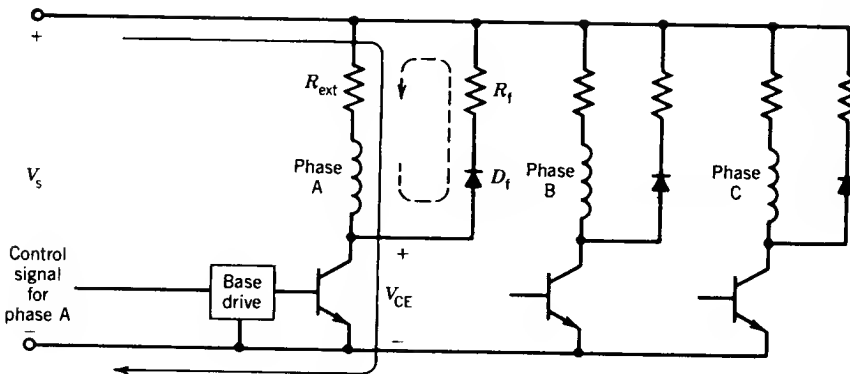 +
R_ext
R_f
V_s
Phase
A
D_f
Phase
B
Phase
C
Control
signal
for
phase A
Base
drive
+
V_CE
−
−